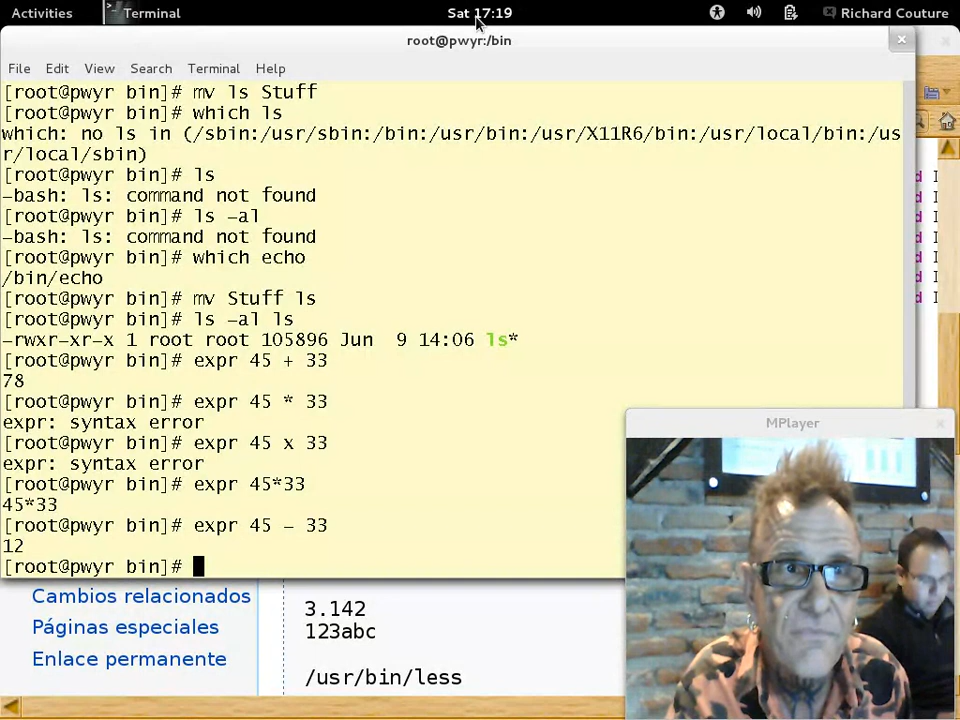 Activities Terminal Sat 17:19 Richard Couture
root@pwyr:/bin
File Edit View Search Terminal Help
[root@pwyr bin]# mv ls Stuff
[root@pwyr bin]# which ls
which: no ls in (/sbin:/usr/sbin:/bin:/usr/bin:/usr/X11R6/bin:/usr/local/bin:/us
r/local/sbin)
[root@pwyr bin]# ls
-bash: ls: command not found
[root@pwyr bin]# ls -al
-bash: ls: command not found
[root@pwyr bin]# which echo
/bin/echo
[root@pwyr bin]# mv Stuff ls
[root@pwyr bin]# ls -al ls
-rwxr-xr-x 1 root root 105896 Jun  9 14:06 ls*
[root@pwyr bin]# expr 45 + 33
78
[root@pwyr bin]# expr 45 * 33
expr: syntax error
[root@pwyr bin]# expr 45 x 33
expr: syntax error
[root@pwyr bin]# expr 45*33
45*33
[root@pwyr bin]# expr 45 - 33
12
[root@pwyr bin]#
MPlayer
Cambios relacionados
Páginas especiales
Enlace permanente
3.142
123abc
/usr/bin/less